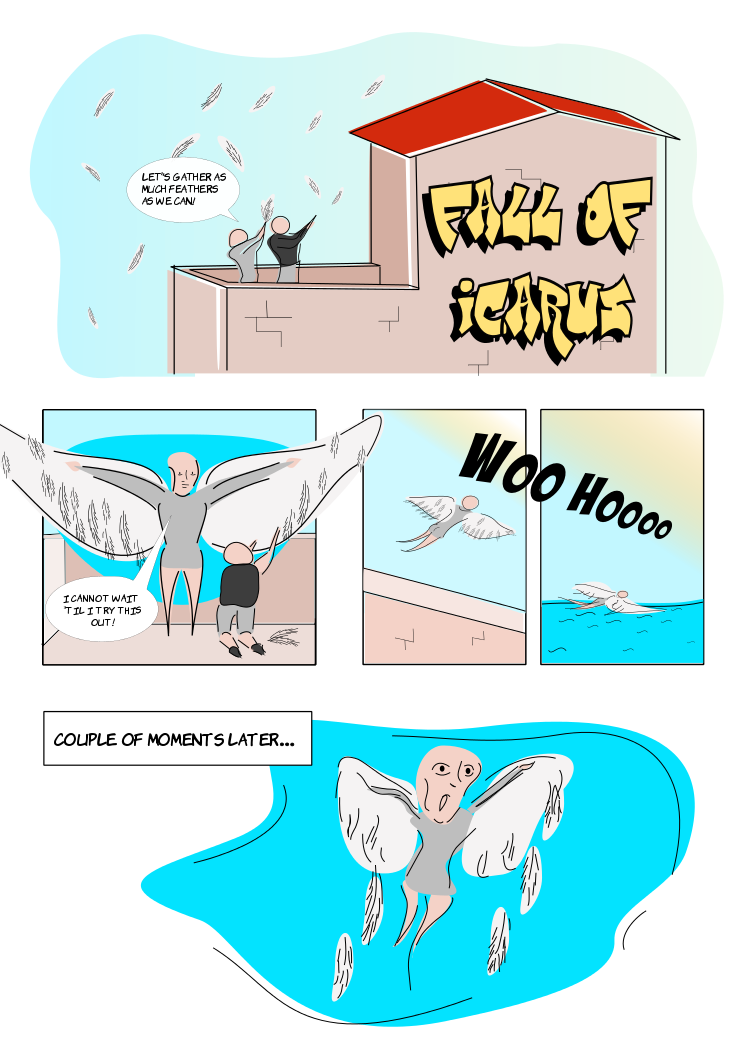 LET'S GATHER AS
MUCH FEATHERS
AS WE CAN!
FALL OF
ICARUS
I CANNOT WAIT
'TIL I TRY THIS
OUT!
WOO HOOOO
COUPLE OF MOMENTS LATER...